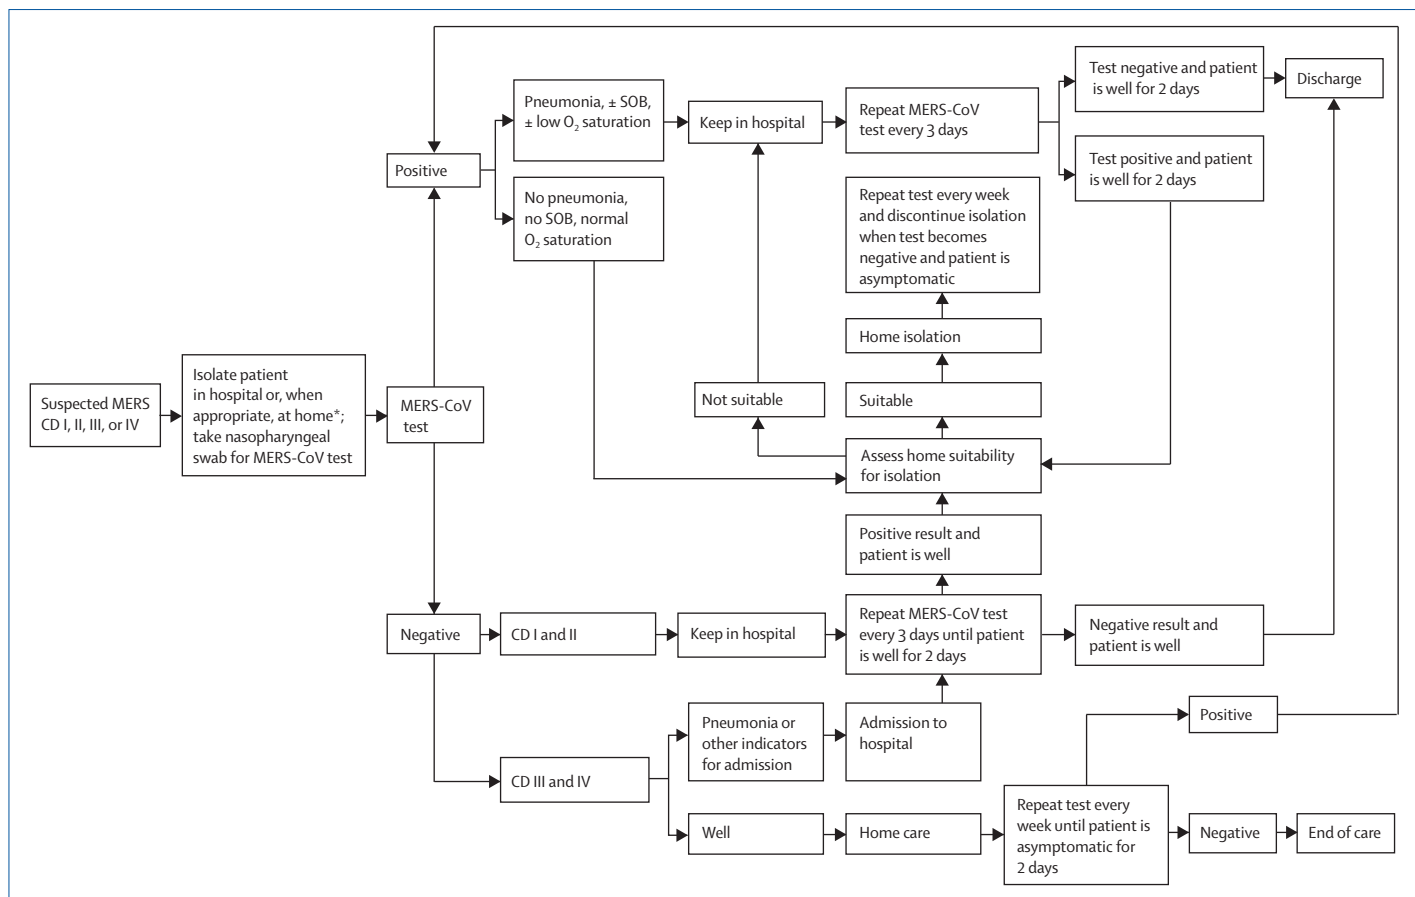 Suspected MERS
CD I, II, III, or IV
Isolate patient
in hospital or, when
appropriate, at home*;
take nasopharyngeal
swab for MERS-CoV test
MERS-CoV
test
Positive
Pneumonia, ± SOB,
± low O₂ saturation
Keep in hospital
Repeat MERS-CoV
test every 3 days
Test negative and patient
is well for 2 days
Discharge
Test positive and patient
is well for 2 days
No pneumonia,
no SOB, normal
O₂ saturation
Repeat test every week
and discontinue isolation
when test becomes
negative and patient is
asymptomatic
Home isolation
Not suitable
Suitable
Assess home suitability
for isolation
Positive result and
patient is well
Negative
CD I and II
Keep in hospital
Repeat MERS-CoV test
every 3 days until patient
is well for 2 days
Negative result and
patient is well
CD III and IV
Pneumonia or
other indicators
for admission
Admission to
hospital
Well
Home care
Repeat test every
week until patient is
asymptomatic for
2 days
Positive
Negative
End of care